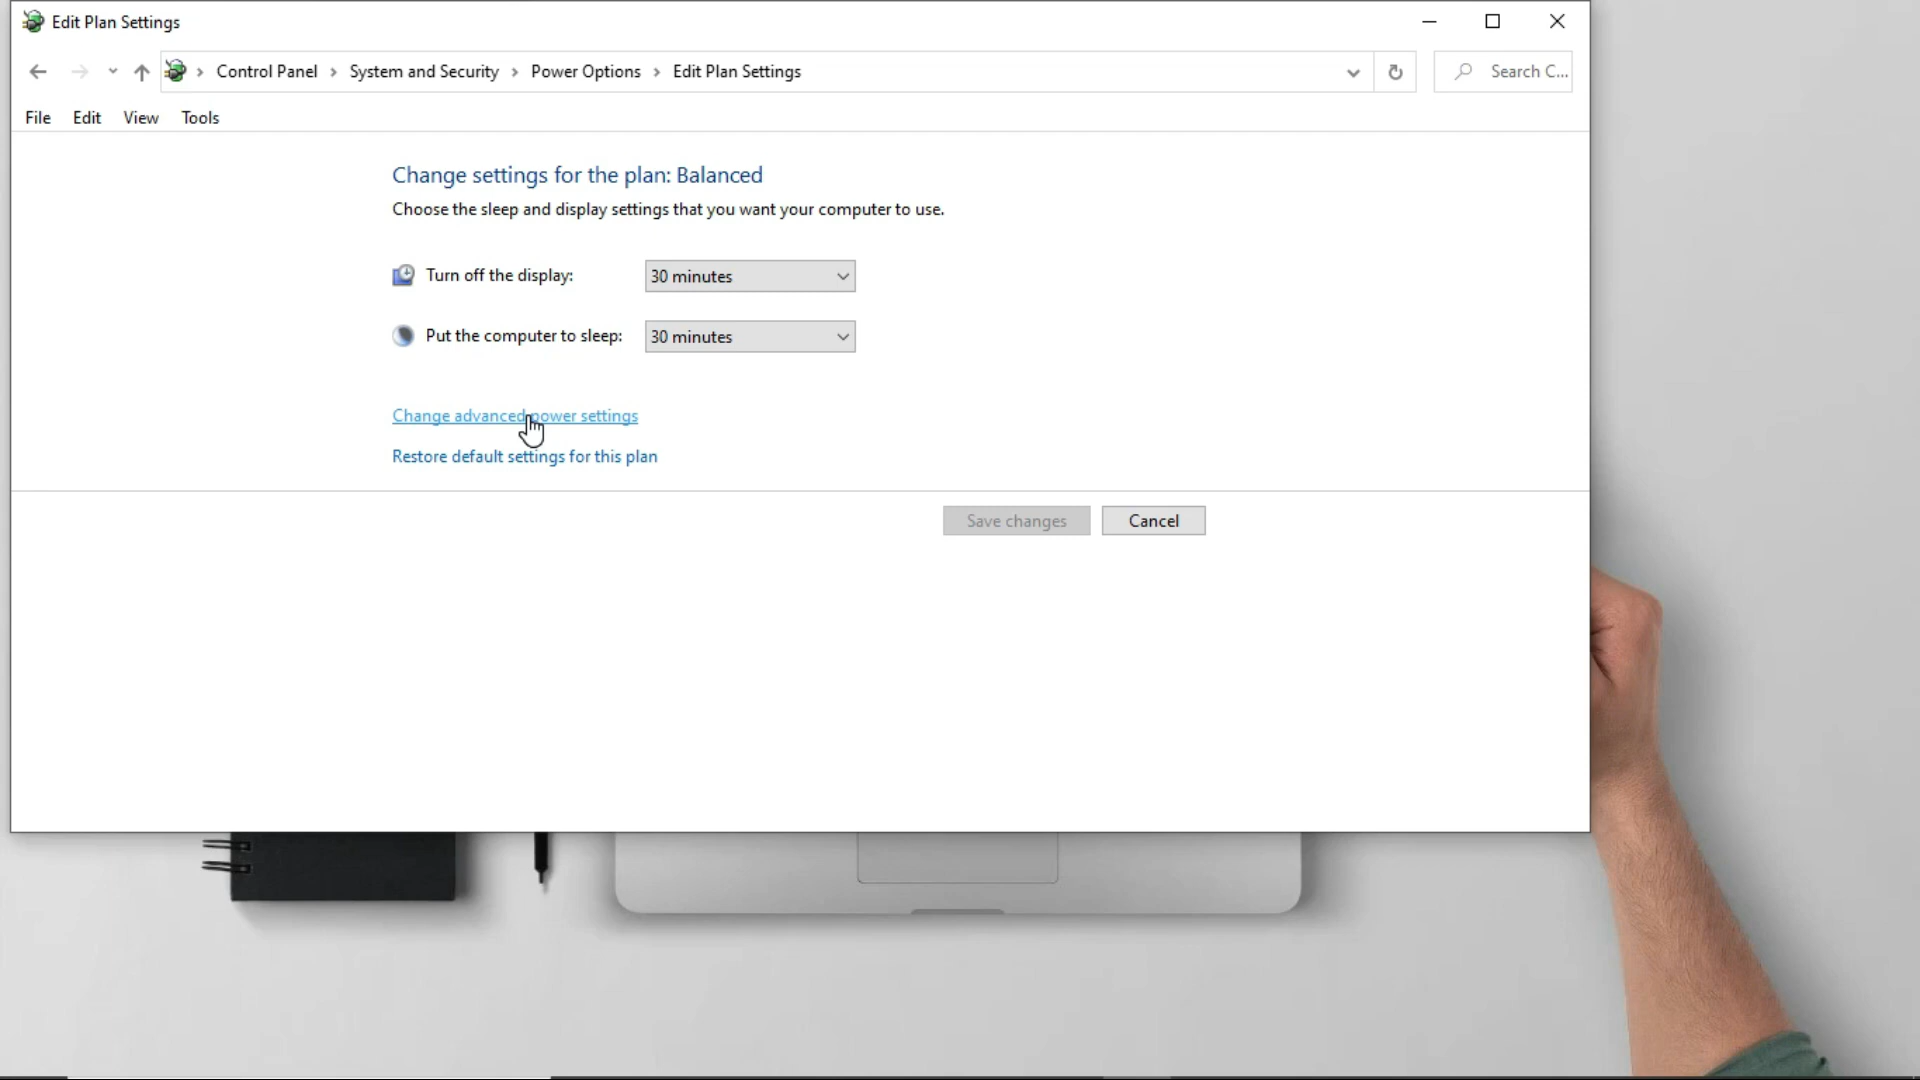 Edit Plan Settings
Control Panel > System and Security > Power Options > Edit Plan Settings
Search C...
File Edit View Tools
Change settings for the plan: Balanced
Choose the sleep and display settings that you want your computer to use.
Turn off the display: 30 minutes
Put the computer to sleep: 30 minutes
Change advanced power settings
Restore default settings for this plan
Save changes Cancel